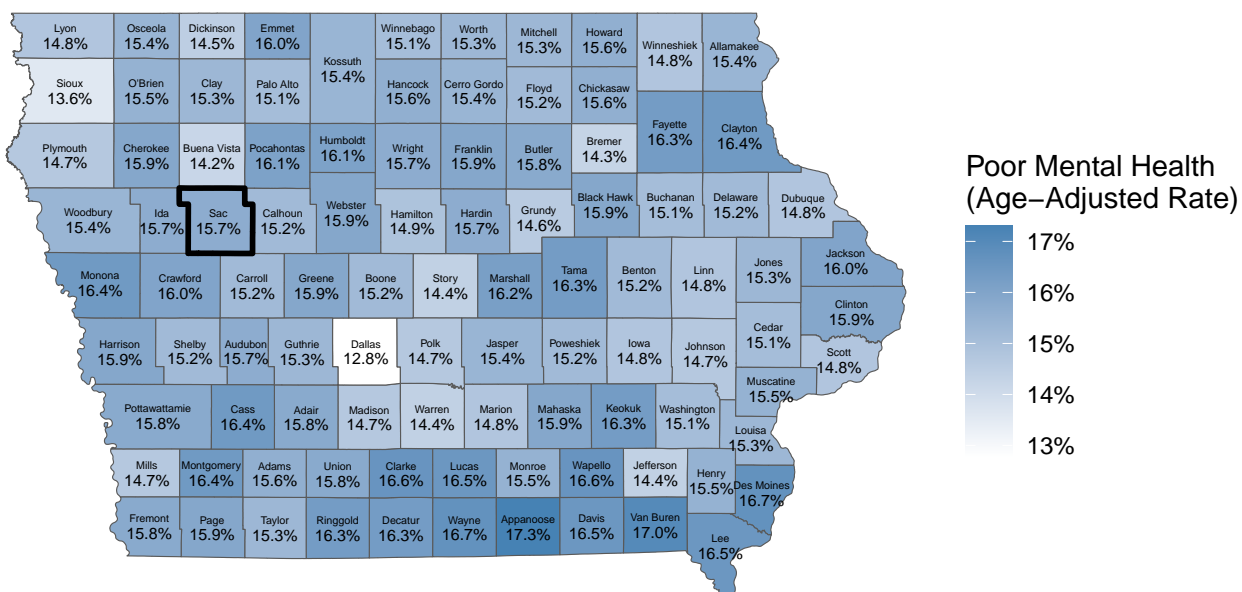 Lyon
14.8%
Osceola
15.4%
Dickinson
14.5%
Emmet
16.0%
Kossuth
15.4%
Winnebago
15.1%
Worth
15.3%
Mitchell
15.3%
Howard
15.6%
Winneshiek
14.8%
Allamakee
15.4%
Sioux
13.6%
O'Brien
15.5%
Clay
15.3%
Palo Alto
15.1%
Hancock
15.6%
Cerro Gordo
15.4%
Floyd
15.2%
Chickasaw
15.6%
Fayette
16.3%
Clayton
16.4%
Plymouth
14.7%
Cherokee
15.9%
Buena Vista
14.2%
Pocahontas
16.1%
Humboldt
16.1%
Wright
15.7%
Franklin
15.9%
Butler
15.8%
Bremer
14.3%
Woodbury
15.4%
Ida
15.7%
Sac
15.7%
Calhoun
15.2%
Webster
15.9%
Hamilton
14.9%
Hardin
15.7%
Grundy
14.6%
Black Hawk
15.9%
Buchanan
15.1%
Delaware
15.2%
Dubuque
14.8%
Monona
16.4%
Crawford
16.0%
Carroll
15.2%
Greene
15.9%
Boone
15.2%
Story
14.4%
Marshall
16.2%
Tama
16.3%
Benton
15.2%
Linn
14.8%
Jones
15.3%
Jackson
16.0%
Clinton
15.9%
Harrison
15.9%
Shelby
15.2%
Audubon
15.7%
Guthrie
15.3%
Dallas
12.8%
Polk
14.7%
Jasper
15.4%
Poweshiek
15.2%
Iowa
14.8%
Johnson
14.7%
Cedar
15.1%
Scott
14.8%
Muscatine
15.5%
Pottawattamie
15.8%
Cass
16.4%
Adair
15.8%
Madison
14.7%
Warren
14.4%
Marion
14.8%
Mahaska
15.9%
Keokuk
16.3%
Washington
15.1%
Louisa
15.3%
Mills
14.7%
Montgomery
16.4%
Adams
15.6%
Union
15.8%
Clarke
16.6%
Lucas
16.5%
Monroe
15.5%
Wapello
16.6%
Jefferson
14.4%
Henry
15.5%
Des Moines
16.7%
Fremont
15.8%
Page
15.9%
Taylor
15.3%
Ringgold
16.3%
Decatur
16.3%
Wayne
16.7%
Appanoose
17.3%
Davis
16.5%
Van Buren
17.0%
Lee
16.5%
Poor Mental Health
(Age−Adjusted Rate)
17%
16%
15%
14%
13%